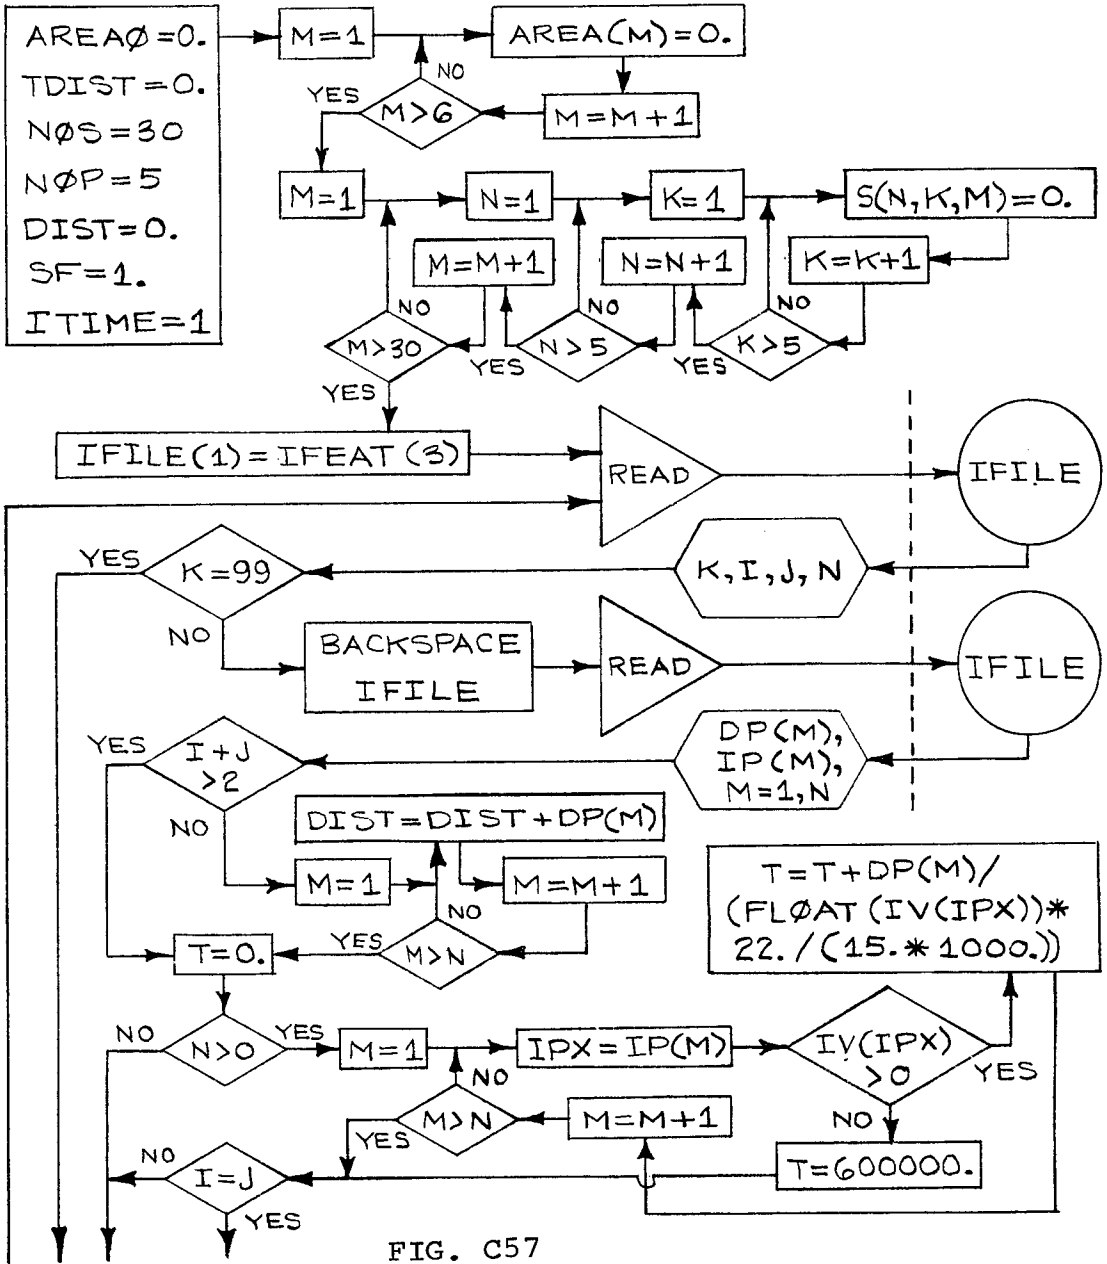 AREAØ=0.
TDIST=0.
NØS=30
NØP=5
DIST=0.
SF=1.
ITIME=1
M=1
AREA(M)=0.
NO
YES
M>6
M=M+1
M=1
N=1
K=1
S(N,K,M)=0.
M=M+1
N=N+1
K=K+1
NO
NO
NO
M>30
YES
N>5
YES
K>5
YES
IFILE(1)=IFEAT(3)
READ
IFILE
YES
K=99
K,I,J,N
NO
BACKSPACE
IFILE
READ
IFILE
YES
I+J
>2
DP(M),
IP(M),
M=1,N
NO
DIST=DIST+DP(M)
M=1
M=M+1
NO
T=T+DP(M)/
(FLØAT(IV(IPX))*
22./(15.*1000.))
T=0.
YES
M>N
NO
N>0
YES
M=1
IPX=IP(M)
IV(IPX)
>0
YES
NO
M>N
YES
M=M+1
NO
T=600000.
NO
I=J
YES
FIG. C57